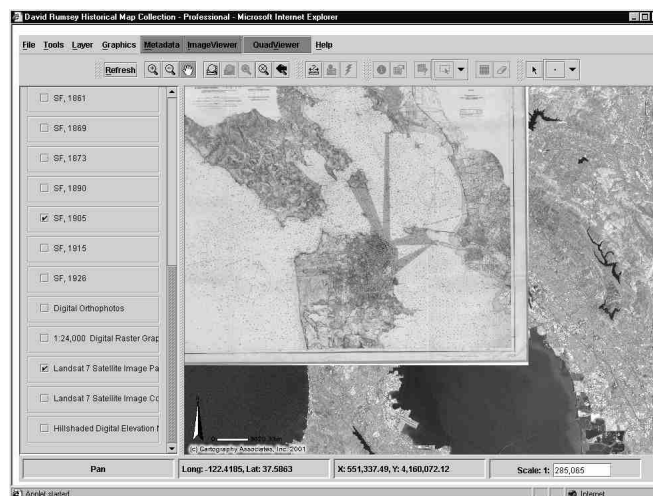 David Rumsey Historical Map Collection - Professional - Microsoft Internet Explorer
File Tools Layer Graphics Metadata ImageViewer QuadViewer Help
Refresh
SF, 1861
SF, 1869
SF, 1873
SF, 1890
SF, 1905
SF, 1915
SF, 1926
Digital Orthophotos
1:24,000 Digital Raster Grap
Landsat 7 Satellite Image Pa
Landsat 7 Satellite Image Co
Hillshaded Digital Elevation
(c) Cartography Associates, Inc. 2001
Pan Long: -122.4185, Lat: 37.5863 X: 551,337.49, Y: 4,160,072.12 Scale: 1: 285,085
Applet started Internet